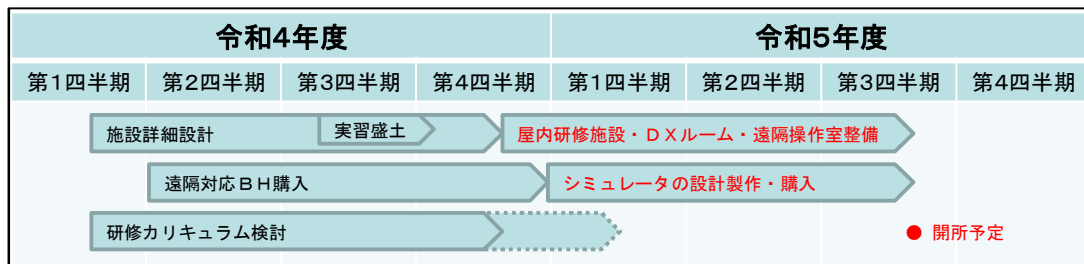 令和4年度 令和5年度
第1四半期 第2四半期 第3四半期 第4四半期 第1四半期 第2四半期 第3四半期 第4四半期
施設詳細設計 実習盛土 屋内研修施設・DXルーム・遠隔操作室整備
遠隔対応BH購入 シミュレータの設計製作・購入
研修カリキュラム検討 ● 開所予定